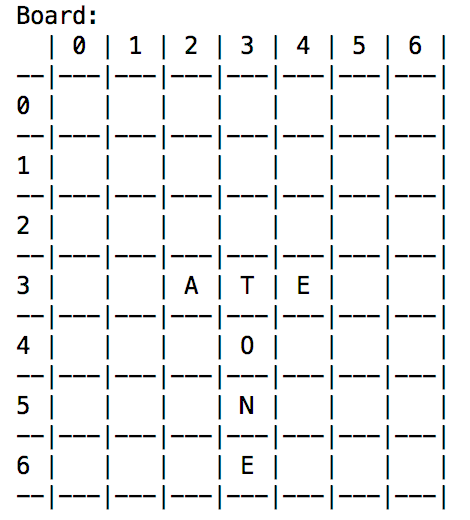 Board:
  | 0 | 1 | 2 | 3 | 4 | 5 | 6 |
--|---|---|---|---|---|---|---|
0 |   |   |   |   |   |   |   |
--|---|---|---|---|---|---|---|
1 |   |   |   |   |   |   |   |
--|---|---|---|---|---|---|---|
2 |   |   |   |   |   |   |   |
--|---|---|---|---|---|---|---|
3 |   |   | A | T | E |   |   |
--|---|---|---|---|---|---|---|
4 |   |   |   | O |   |   |   |
--|---|---|---|---|---|---|---|
5 |   |   |   | N |   |   |   |
--|---|---|---|---|---|---|---|
6 |   |   |   | E |   |   |   |
--|---|---|---|---|---|---|---|